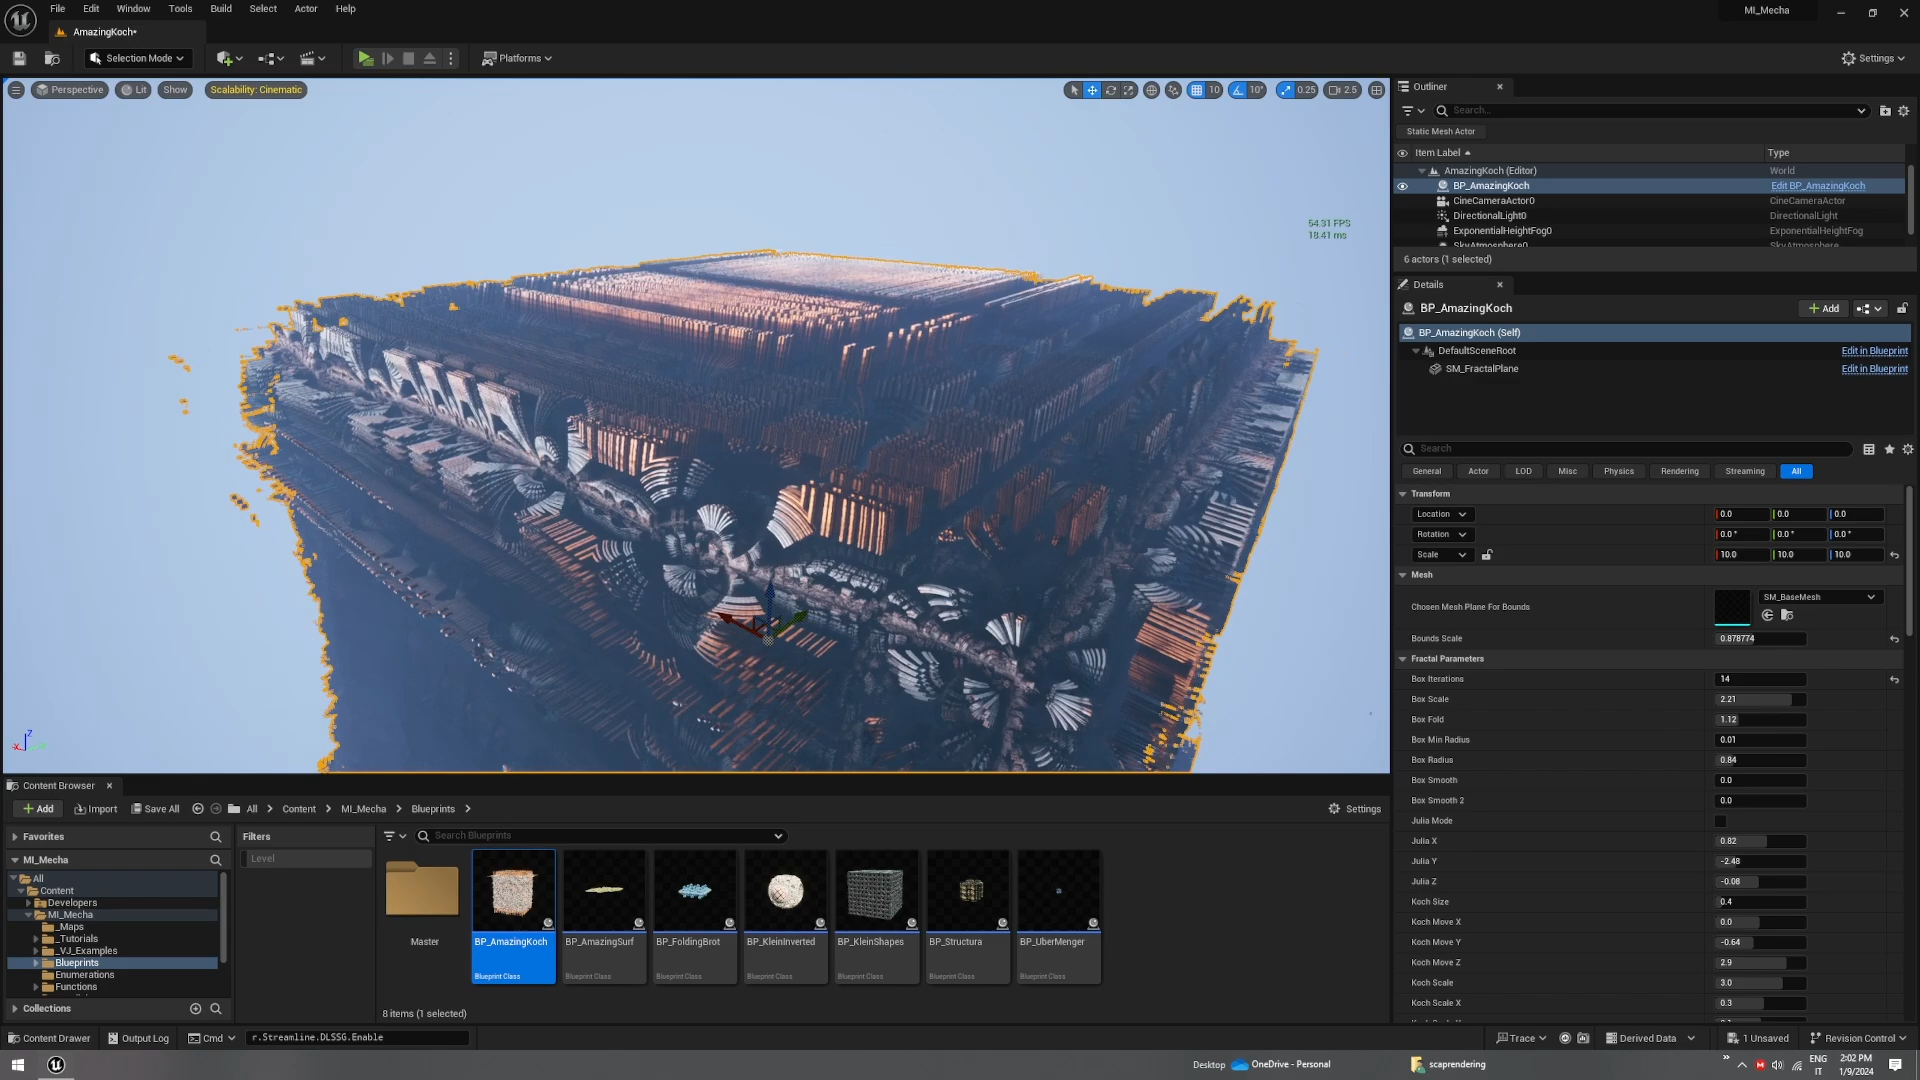 File Edit Window Tools Build Select Actor Help
MI_Mecha
AmazingKoch*
Selection Mode
Platforms
Settings
Perspective
Lit
Show
Scalability: Cinematic
10
10°
0.25
2.5
54.31 FPS
18.41 ms
Outliner
Search...
Static Mesh Actor
Item Label Type
AmazingKoch (Editor) World
BP_AmazingKoch Edit BP_AmazingKoch
CineCameraActor0 CineCameraActor
DirectionalLight0 DirectionalLight
ExponentialHeightFog0 ExponentialHeightFog
SkyAtmosphere0 SkyAtmosphere
6 actors (1 selected)
Details
BP_AmazingKoch
Add
BP_AmazingKoch (Self)
DefaultSceneRoot Edit in Blueprint
SM_FractalPlane Edit in Blueprint
Search
General Actor LOD Misc Physics Rendering Streaming All
Transform
Location 0.0 0.0 0.0
Rotation 0.0 ° 0.0 ° 0.0 °
Scale 10.0 10.0 10.0
Mesh
Chosen Mesh Plane For Bounds SM_BaseMesh
Bounds Scale 0.878774
Fractal Parameters
Box Iterations 14
Box Scale 2.21
Box Fold 1.12
Box Min Radius 0.01
Box Radius 0.84
Box Smooth 0.0
Box Smooth 2 0.0
Julia Mode
Julia X 0.82
Julia Y -2.48
Julia Z -0.08
Koch Size 0.4
Koch Move X 0.0
Koch Move Y -0.64
Koch Move Z 2.9
Koch Scale 3.0
Koch Scale X 0.3
Z
X
Content Browser
Add Import Save All All Content MI_Mecha Blueprints
Settings
Favorites
MI_Mecha
All
Content
Developers
MI_Mecha
_Maps
_Tutorials
_VJ_Examples
Blueprints
Enumerations
Functions
Collections
Filters
Level
Search Blueprints
Master
BP_AmazingKoch
Blueprint Class
BP_AmazingSurf
Blueprint Class
BP_FoldingBrot
Blueprint Class
BP_KleinInverted
Blueprint Class
BP_KleinShapes
Blueprint Class
BP_Structura
Blueprint Class
BP_UberMenger
Blueprint Class
8 items (1 selected)
Content Drawer Output Log Cmd r.Streamline.DLSSG.Enable
Trace Derived Data 1 Unsaved Revision Control
Desktop OneDrive - Personal scaprendering
ENG
IT
2:02 PM
1/9/2024